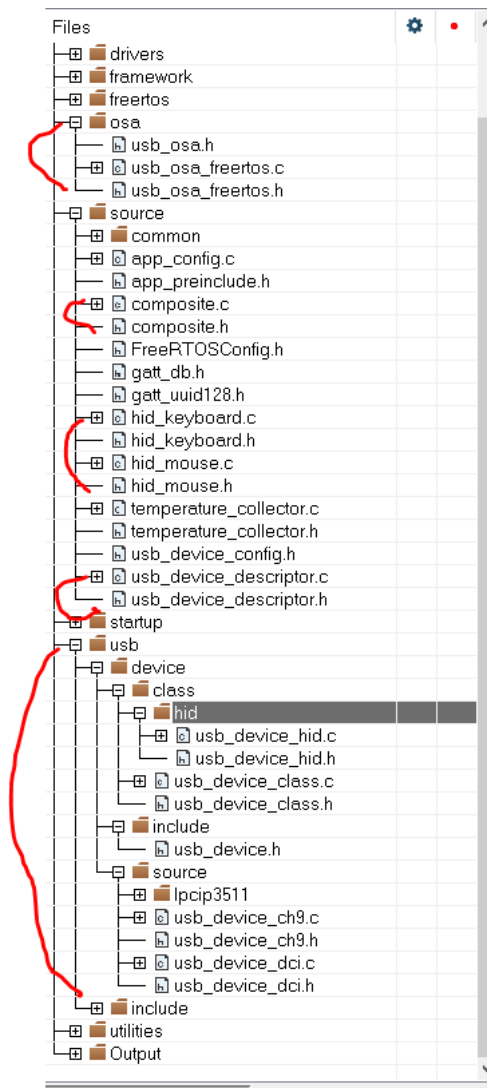 Files
drivers
framework
freertos
osa
usb_osa.h
usb_osa_freertos.c
usb_osa_freertos.h
source
common
app_config.c
app_preinclude.h
composite.c
composite.h
FreeRTOSConfig.h
gatt_db.h
gatt_uuid128.h
hid_keyboard.c
hid_keyboard.h
hid_mouse.c
hid_mouse.h
temperature_collector.c
temperature_collector.h
usb_device_config.h
usb_device_descriptor.c
usb_device_descriptor.h
startup
usb
device
class
hid
usb_device_hid.c
usb_device_hid.h
usb_device_class.c
usb_device_class.h
include
usb_device.h
source
lpcip3511
usb_device_ch9.c
usb_device_ch9.h
usb_device_dci.c
usb_device_dci.h
include
utilities
Output